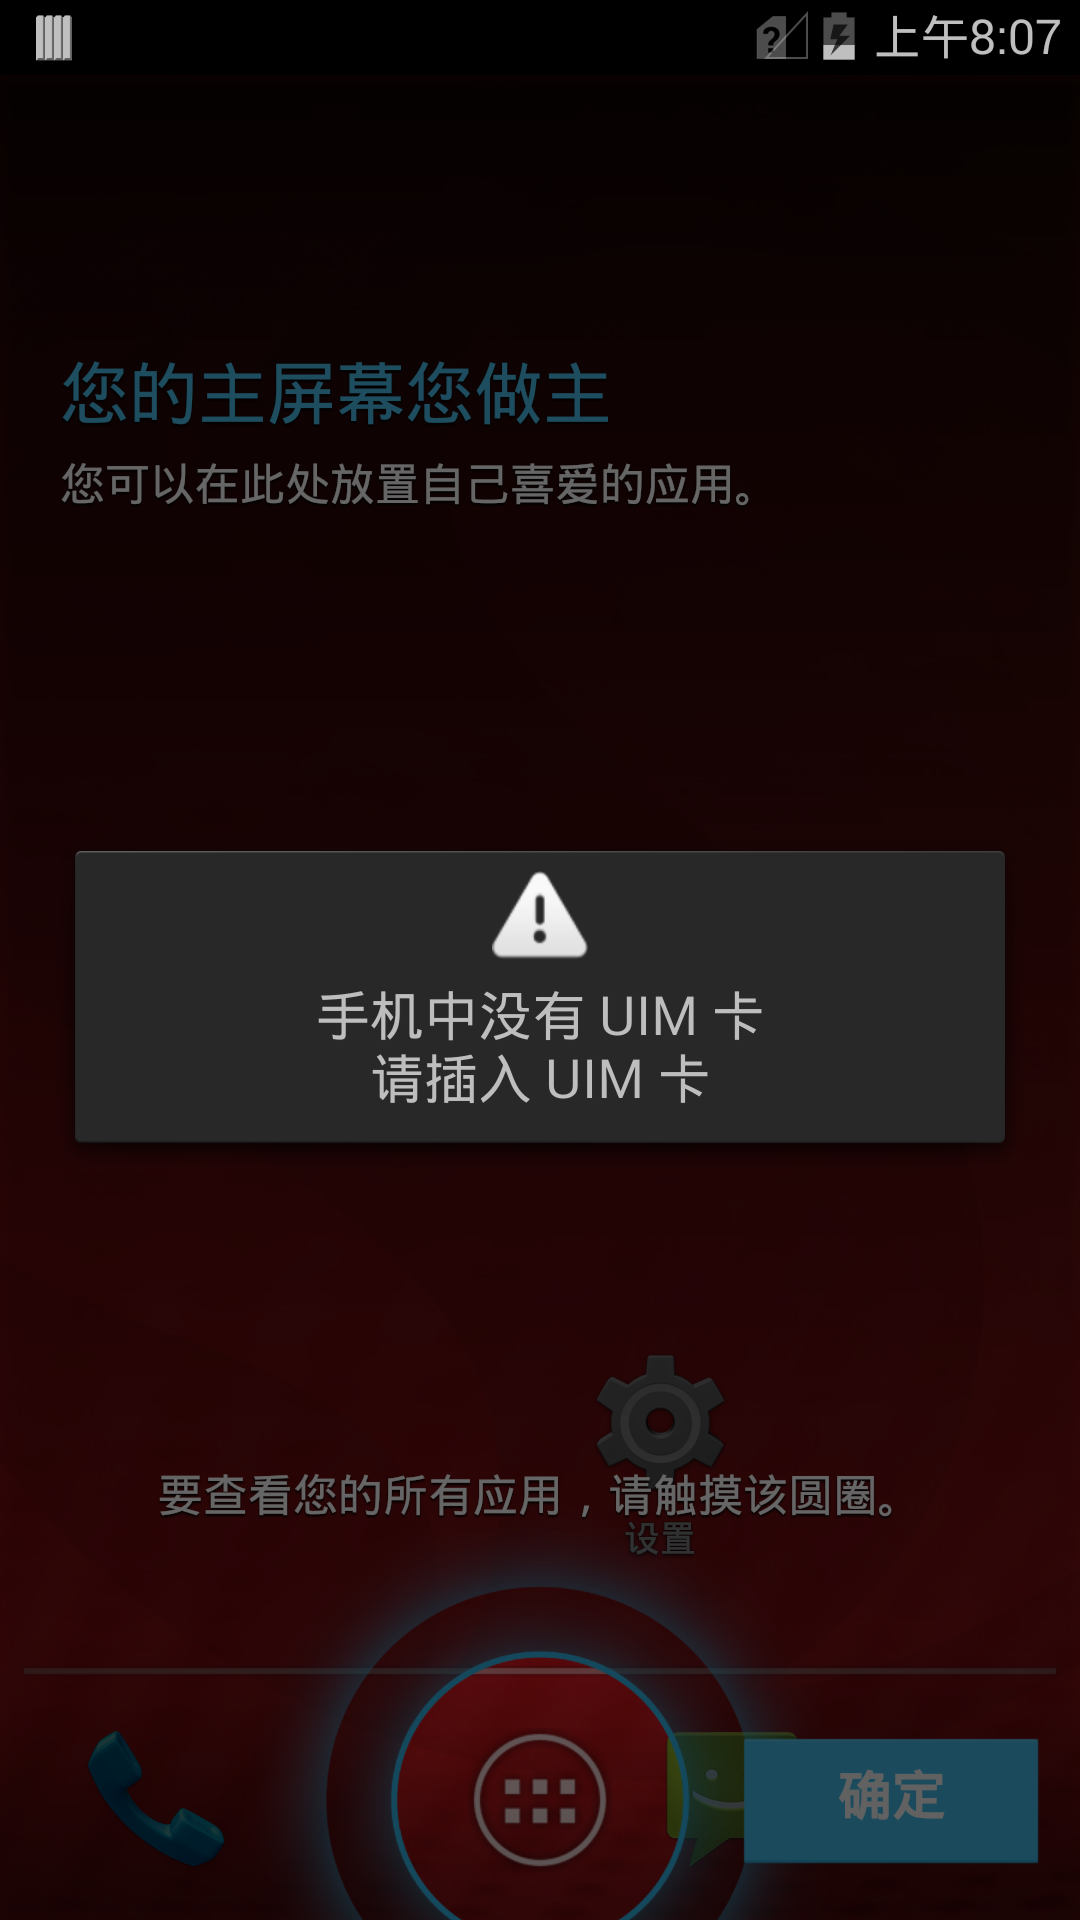 上午8:07
您的主屏幕您做主
您可以在此处放置自己喜爱的应用。
手机中没有 UIM 卡
请插入 UIM 卡
要查看您的所有应用，请触摸该圆圈。
设置
确定